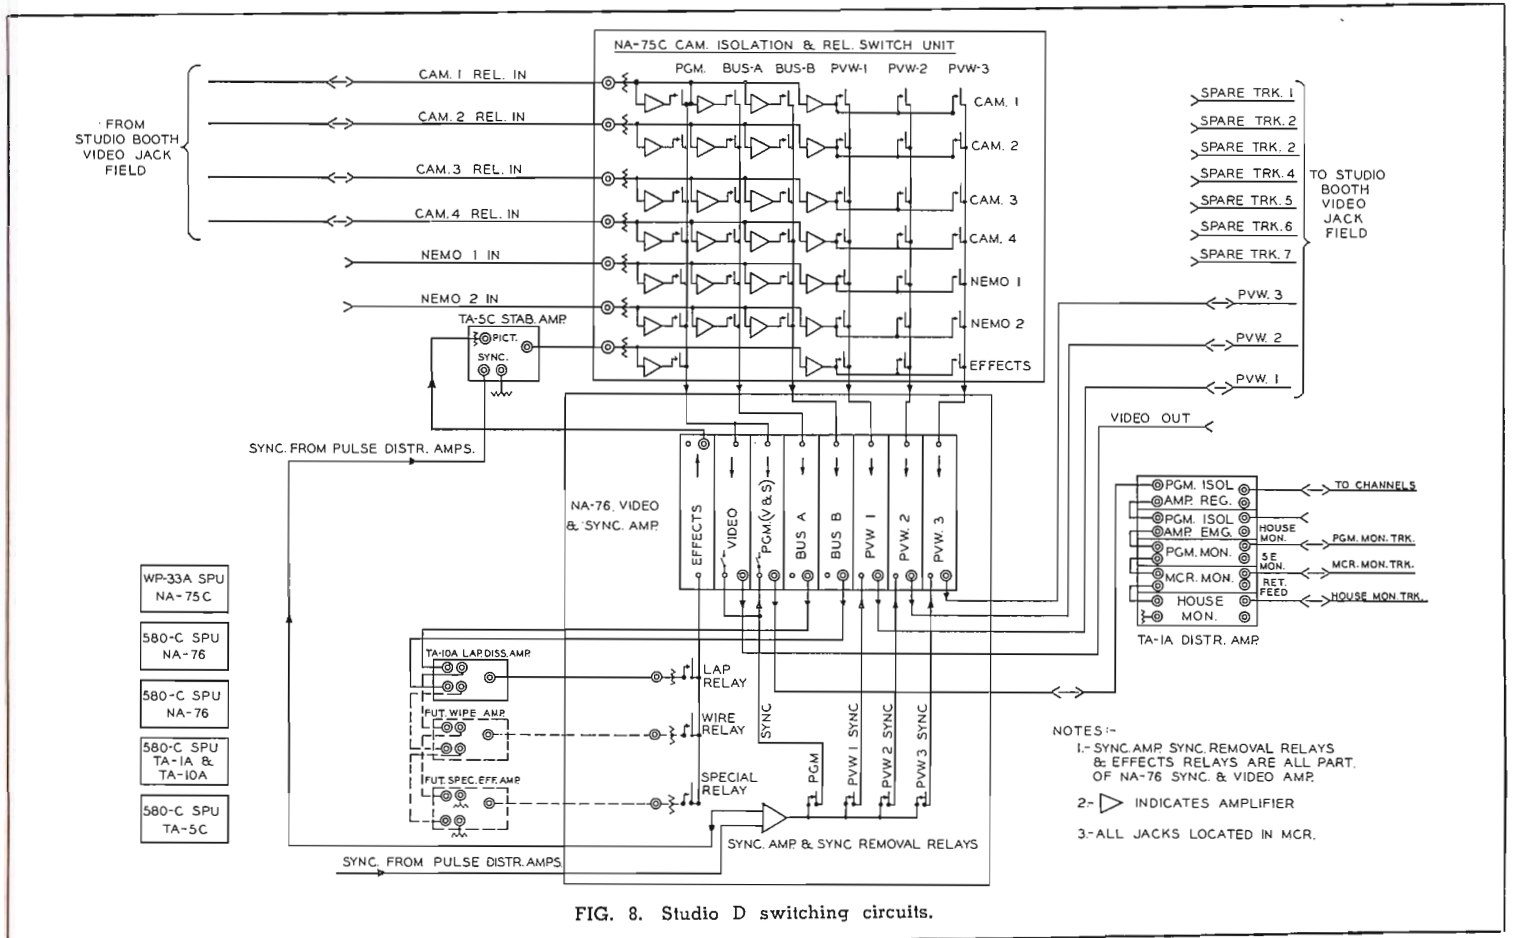 NA-75C CAM. ISOLATION & REL. SWITCH UNIT
PGM. BUS-A BUS-B PVW-1 PVW-2 PVW-3
CAM. 1 REL. IN
CAM. 2 REL. IN
CAM. 3 REL. IN
CAM. 4 REL. IN
NEMO 1 IN
NEMO 2 IN
FROM
STUDIO BOOTH
VIDEO JACK
FIELD
CAM. 1
CAM. 2
CAM. 3
CAM. 4
NEMO 1
NEMO 2
EFFECTS
SPARE TRK. 1
SPARE TRK. 2
SPARE TRK. 2
SPARE TRK. 4
SPARE TRK. 5
SPARE TRK. 6
SPARE TRK. 7
TO STUDIO
BOOTH
VIDEO
JACK
FIELD
PVW. 3
PVW. 2
PVW. 1
VIDEO OUT
TA-5C STAB. AMP.
PICT.
SYNC.
SYNC. FROM PULSE DISTR. AMPS.
NA-76, VIDEO
& SYNC. AMP.
EFFECTS
VIDEO
PGM.(V & S)
BUS A
BUS B
PVW 1
PVW. 2
PVW. 3
PGM. ISOL
AMP. REG.
PGM. ISOL
AMP. EMG.
PGM. MON.
MCR. MON.
HOUSE
MON.
HOUSE
MON.
S E
MON.
RET.
FEED
TO CHANNELS
PGM. MON. TRK.
MCR. MON. TRK.
HOUSE MON. TRK.
TA-1A DISTR. AMP.
WP-33A SPU
NA-75C
580-C SPU
NA-76
580-C SPU
NA-76
580-C SPU
TA-1A &
TA-10A
580-C SPU
TA-5C
TA-10A LAP. DISS. AMP.
FUT. WIPE AMP.
FUT. SPEC. EFF. AMP.
LAP
RELAY
WIRE
RELAY
SPECIAL
RELAY
SYNC
PGM
PVW 1 SYNC
PVW 2 SYNC
PVW 3 SYNC
SYNC. AMP. & SYNC REMOVAL RELAYS
SYNC. FROM PULSE DISTR. AMPS.
NOTES:-
1.- SYNC. AMP. SYNC. REMOVAL RELAYS
& EFFECTS RELAYS ARE ALL PART.
OF NA-76 SYNC. & VIDEO AMP.
2.- INDICATES AMPLIFIER
3.- ALL JACKS LOCATED IN MCR.
FIG. 8. Studio D switching circuits.